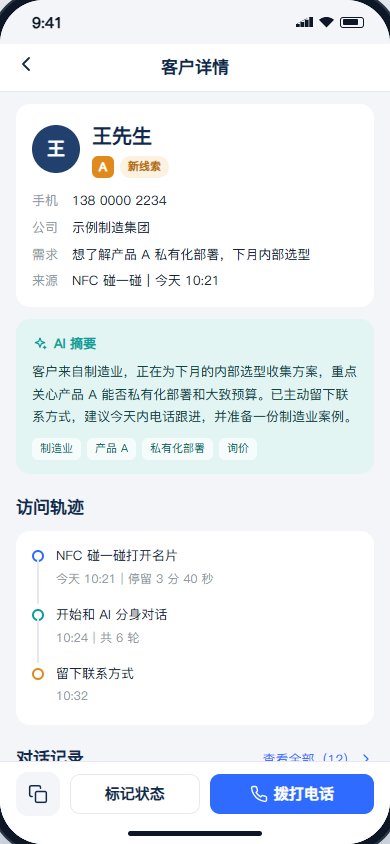 9:41
客户详情
王
王先生
A 新线索
手机 138 0000 2234
公司 示例制造集团
需求 想了解产品 A 私有化部署，下月内部选型
来源 NFC 碰一碰 | 今天 10:21
AI 摘要
客户来自制造业，正在为下月的内部选型收集方案，重点
关心产品 A 能否私有化部署和大致预算。已主动留下联
系方式，建议今天内电话跟进，并准备一份制造业案例。
制造业 产品 A 私有化部署 询价
访问轨迹
NFC 碰一碰打开名片
今天 10:21 | 停留 3 分 40 秒
开始和 AI 分身对话
10:24 | 共 6 轮
留下联系方式
10:32
对话记录 查看全部（12）
标记状态 拨打电话